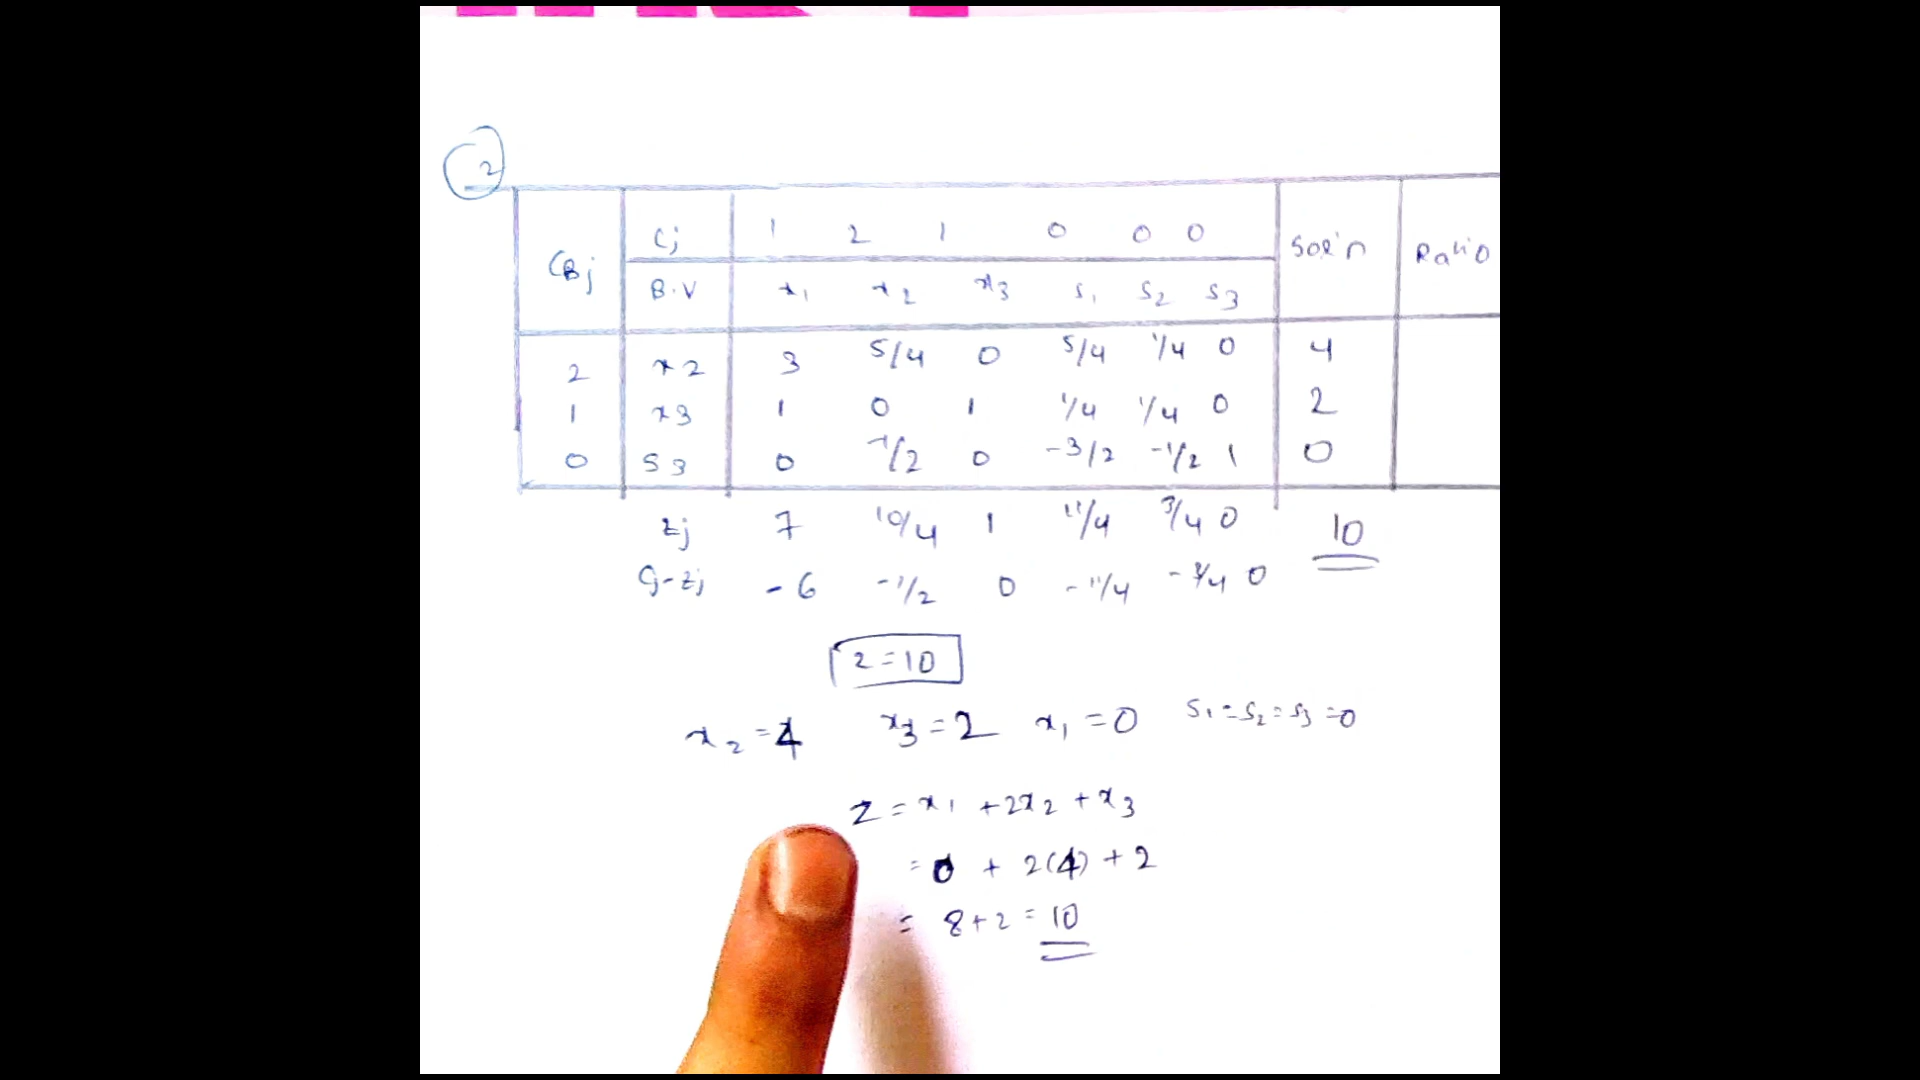 2
CBj Cj 1 2 1 0 0 0 Sol'n Ratio
B.V x1 x2 x3 S1 S2 S3
2 x2 3 5/4 0 5/4 1/4 0 4
1 x3 1 0 1 1/4 1/4 0 2
0 S3 0 0 -3/2 -1/2 1 0
Zj 7 10/4 1 11/4 3/4 0 10
Cj-Zj -6 -1/2 0 -11/4 -3/4 0
Z=10
x2=4 x3=2 x1=0 S1=S2=S3=0
Z=x1+2x2+x3
=0+2(4)+2
=8+2=10